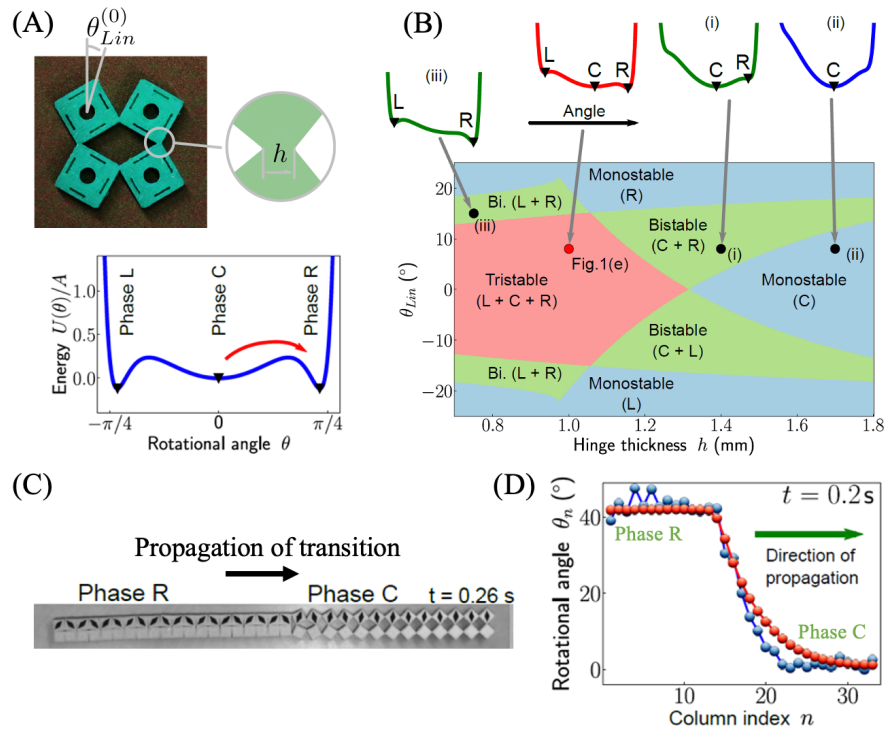 (A)
θ_Lin^(0)
h
Energy U(θ)/A
1.0
0.5
0.0
Phase L
Phase C
Phase R
−π/4
0
π/4
Rotational angle θ
(B)
(iii)
L
R
L
C
R
(i)
C
R
(ii)
C
Angle
θ_Lin (°)
20
10
0
−10
−20
Monostable
(R)
Bi. (L + R)
(iii)
Bistable
(C + R)
(i)
(ii)
Fig.1(e)
Tristable
(L + C + R)
Monostable
(C)
Bistable
(C + L)
Bi. (L + R)
Monostable
(L)
0.8
1.0
1.2
1.4
1.6
1.8
Hinge thickness h (mm)
(C)
Propagation of transition
Phase R
Phase C
t = 0.26 s
(D)
Rotational angle θ_n (°)
40
20
0
t = 0.2s
Phase R
Direction of
propagation
Phase C
10
20
30
Column index n